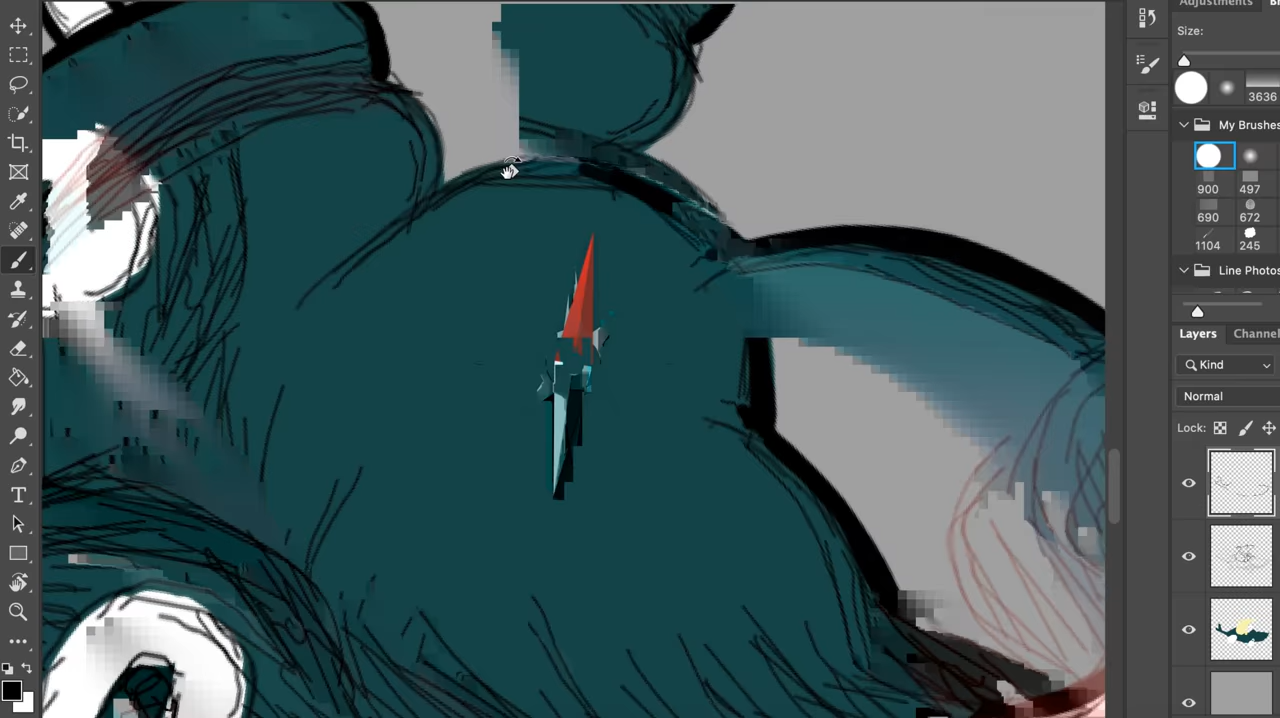 Adjustments
Size:
3636
My Brushes
900 497
690 672
1104 245
Line Photos
Layers
Channel
Kind
Normal
Lock:
T